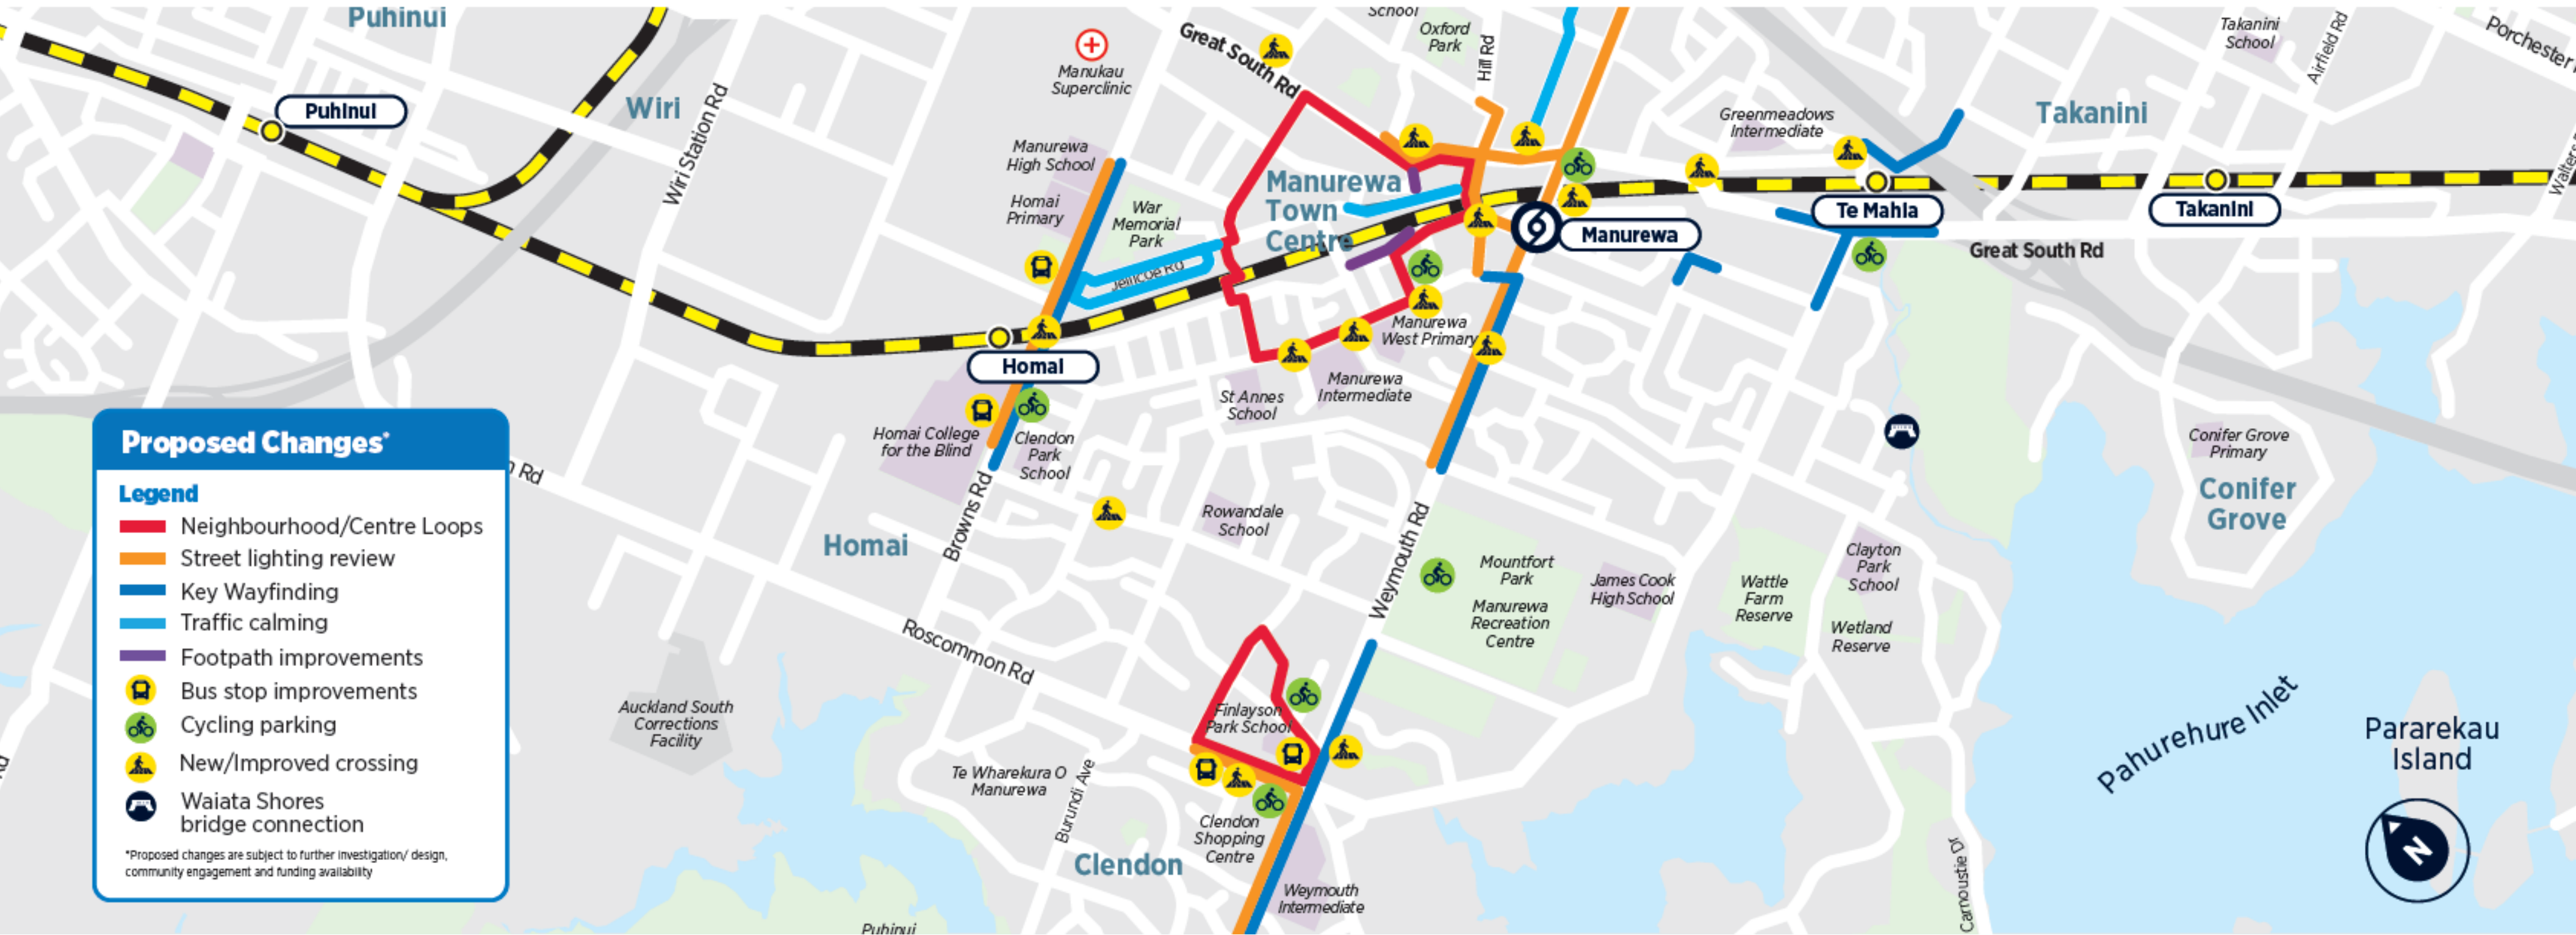 Puhinui
School
Oxford
Park
Hill Rd
Great South Rd
Takanini
School
Airfield Rd
Porchester
Manukau
Superclinic
Puhinui
Wiri
Wiri Station Rd
Greenmeadows
Intermediate
Takanini
Manurewa
High School
Homai
Primary
War
Memorial
Park
Manurewa
Town
Centre
Walters
Te Mahia
Takanini
Manurewa
Great South Rd
Jellicoe Rd
Homai
Manurewa
West Primary
Manurewa
Intermediate
St Annes
School
Homai College
for the Blind
Clendon
Park
School
Conifer Grove
Primary
Conifer
Grove
Proposed Changes*
Legend
Neighbourhood/Centre Loops
Street lighting review
Key Wayfinding
Traffic calming
Footpath improvements
Bus stop improvements
Cycling parking
New/Improved crossing
Waiata Shores
bridge connection
*Proposed changes are subject to further investigation/ design,
community engagement and funding availability
Rd
Browns Rd
Homai
Rowandale
School
Weymouth Rd
Mountfort
Park
Manurewa
Recreation
Centre
James Cook
High School
Wattle
Farm
Reserve
Clayton
Park
School
Wetland
Reserve
Roscommon Rd
Auckland South
Corrections
Facility
Finlayson
Park School
Te Wharekura O
Manurewa
Burundi Ave
Clendon
Shopping
Centre
Clendon
Weymouth
Intermediate
Puhinui
Pahurehure Inlet
Pararekau
Island
Carnoustie Dr
N